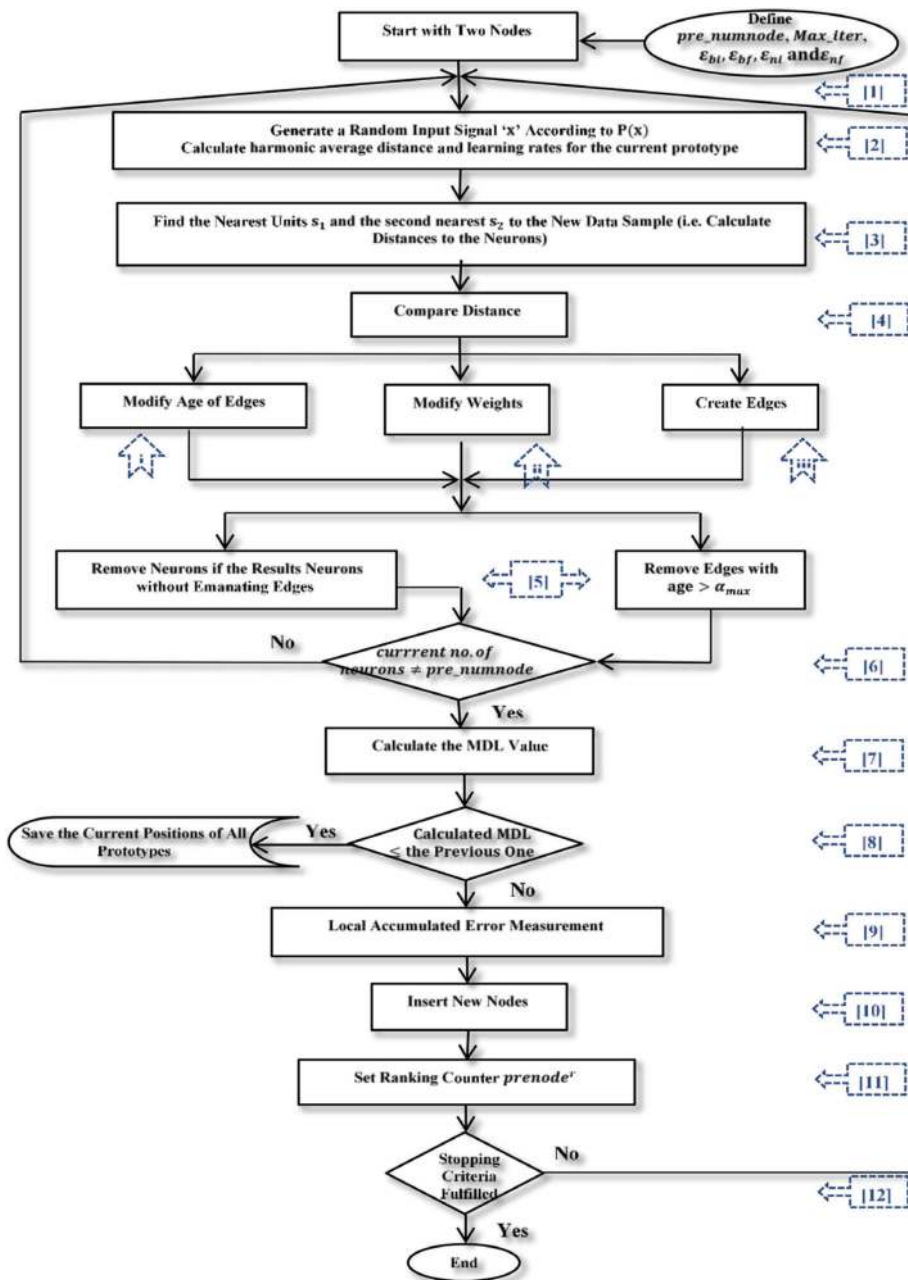 Start with Two Nodes
Define
pre_numnode, Max_iter,
ε_bi, ε_bf, ε_ni and ε_nf
[1]
Generate a Random Input Signal ‘x’ According to P(x)
Calculate harmonic average distance and learning rates for the current prototype
[2]
Find the Nearest Units s₁ and the second nearest s₂ to the New Data Sample (i.e. Calculate
Distances to the Neurons)
[3]
Compare Distance
[4]
Modify Age of Edges
Modify Weights
Create Edges
i
ii
iii
Remove Neurons if the Results Neurons
without Emanating Edges
[5]
Remove Edges with
age > α_max
No
currrent no. of
neurons ≠ pre_numnode
[6]
Yes
Calculate the MDL Value
[7]
Save the Current Positions of All
Prototypes
Yes
Calculated MDL
≤ the Previous One
[8]
No
Local Accumulated Error Measurement
[9]
Insert New Nodes
[10]
Set Ranking Counter
[11]
Stopping
Criteria
Fulfilled
No
[12]
Yes
End